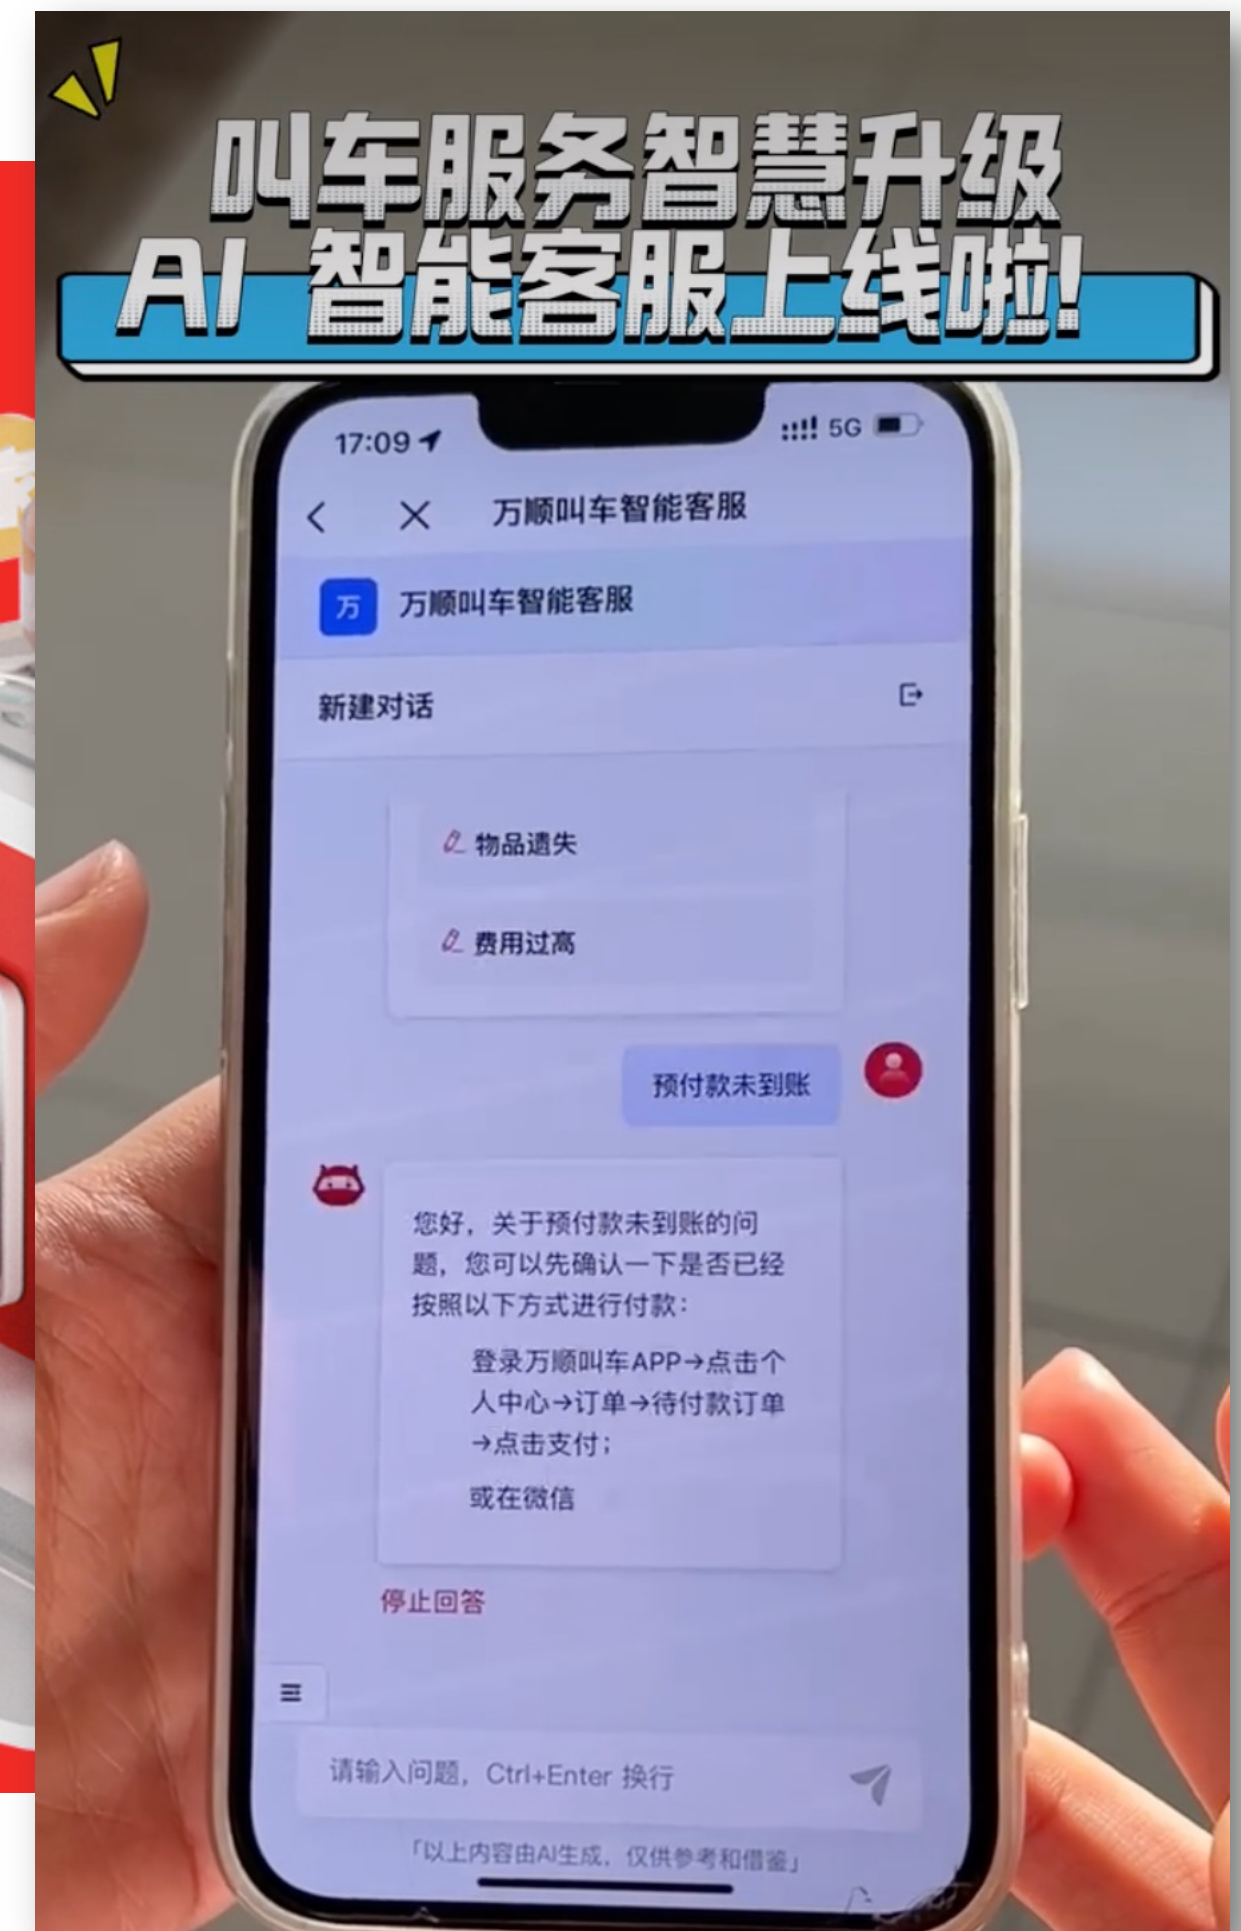 叫车服务智慧升级
AI 智能客服上线啦!
17:09
5G
万顺叫车智能客服
万 万顺叫车智能客服
新建对话
物品遗失
费用过高
预付款未到账
您好，关于预付款未到账的问
题，您可以先确认一下是否已经
按照以下方式进行付款：
登录万顺叫车APP→点击个
人中心→订单→待付款订单
→点击支付；
或在微信
停止回答
请输入问题，Ctrl+Enter 换行
「以上内容由AI生成，仅供参考和借鉴」